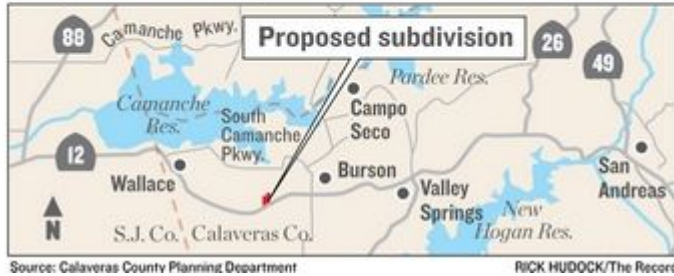 88
Camanche Pkwy.
Proposed subdivision
26
49
Pardee Res.
Camanche
Res.
South
Camanche
Pkwy.
Campo
Seco
12
Wallace
Burson
Valley
Springs
San
Andreas
New
Hogan Res.
N
S.J. Co.
Calaveras Co.
Source: Calaveras County Planning Department
RICK HUDOCK/The Record